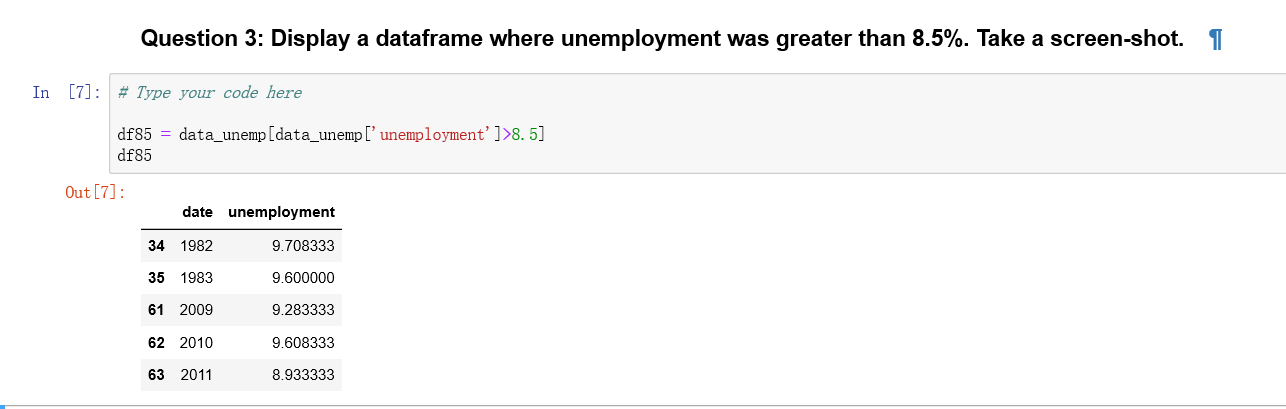 Question 3: Display a dataframe where unemployment was greater than 8.5%. Take a screen-shot. ¶
In [7]: # Type your code here
df85 = data_unemp[data_unemp['unemployment']>8.5]
df85
Out[7]:
date unemployment
34 1982 9.708333
35 1983 9.600000
61 2009 9.283333
62 2010 9.608333
63 2011 8.933333